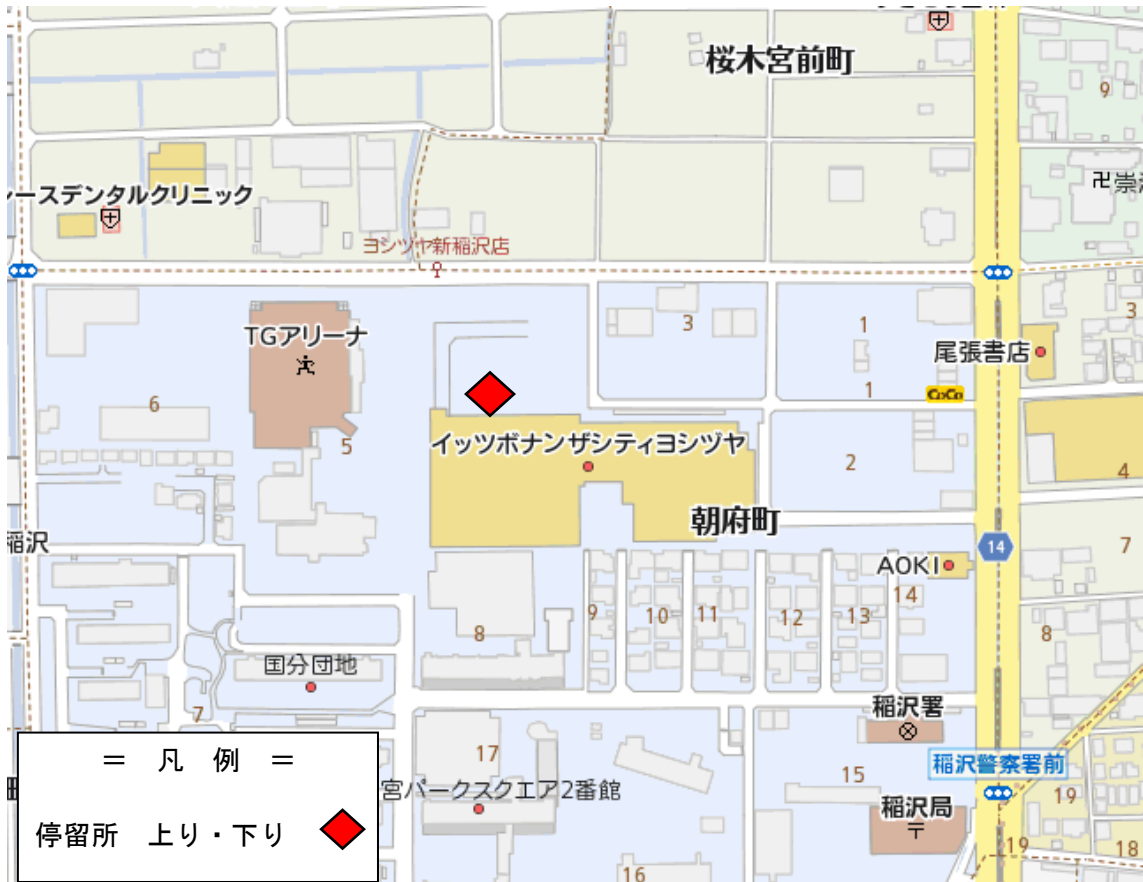 桜木宮前町
9
ースデンタルクリニック
卍崇
ヨシヅヤ新稲沢店
3
3
1
TGアリーナ
尾張書店
1
CoCo
6
5
イッツボナンザシティヨシヅヤ
2
4
朝府町
稲沢
14
7
AOKI
14
9
10
11
12
13
8
8
国分団地
7
稲沢署
= 凡 例 =
17
稲沢警察署前
15
宮パークスクエア2番館
19
稲沢局
停留所 上り・下り
〒
19
18
16